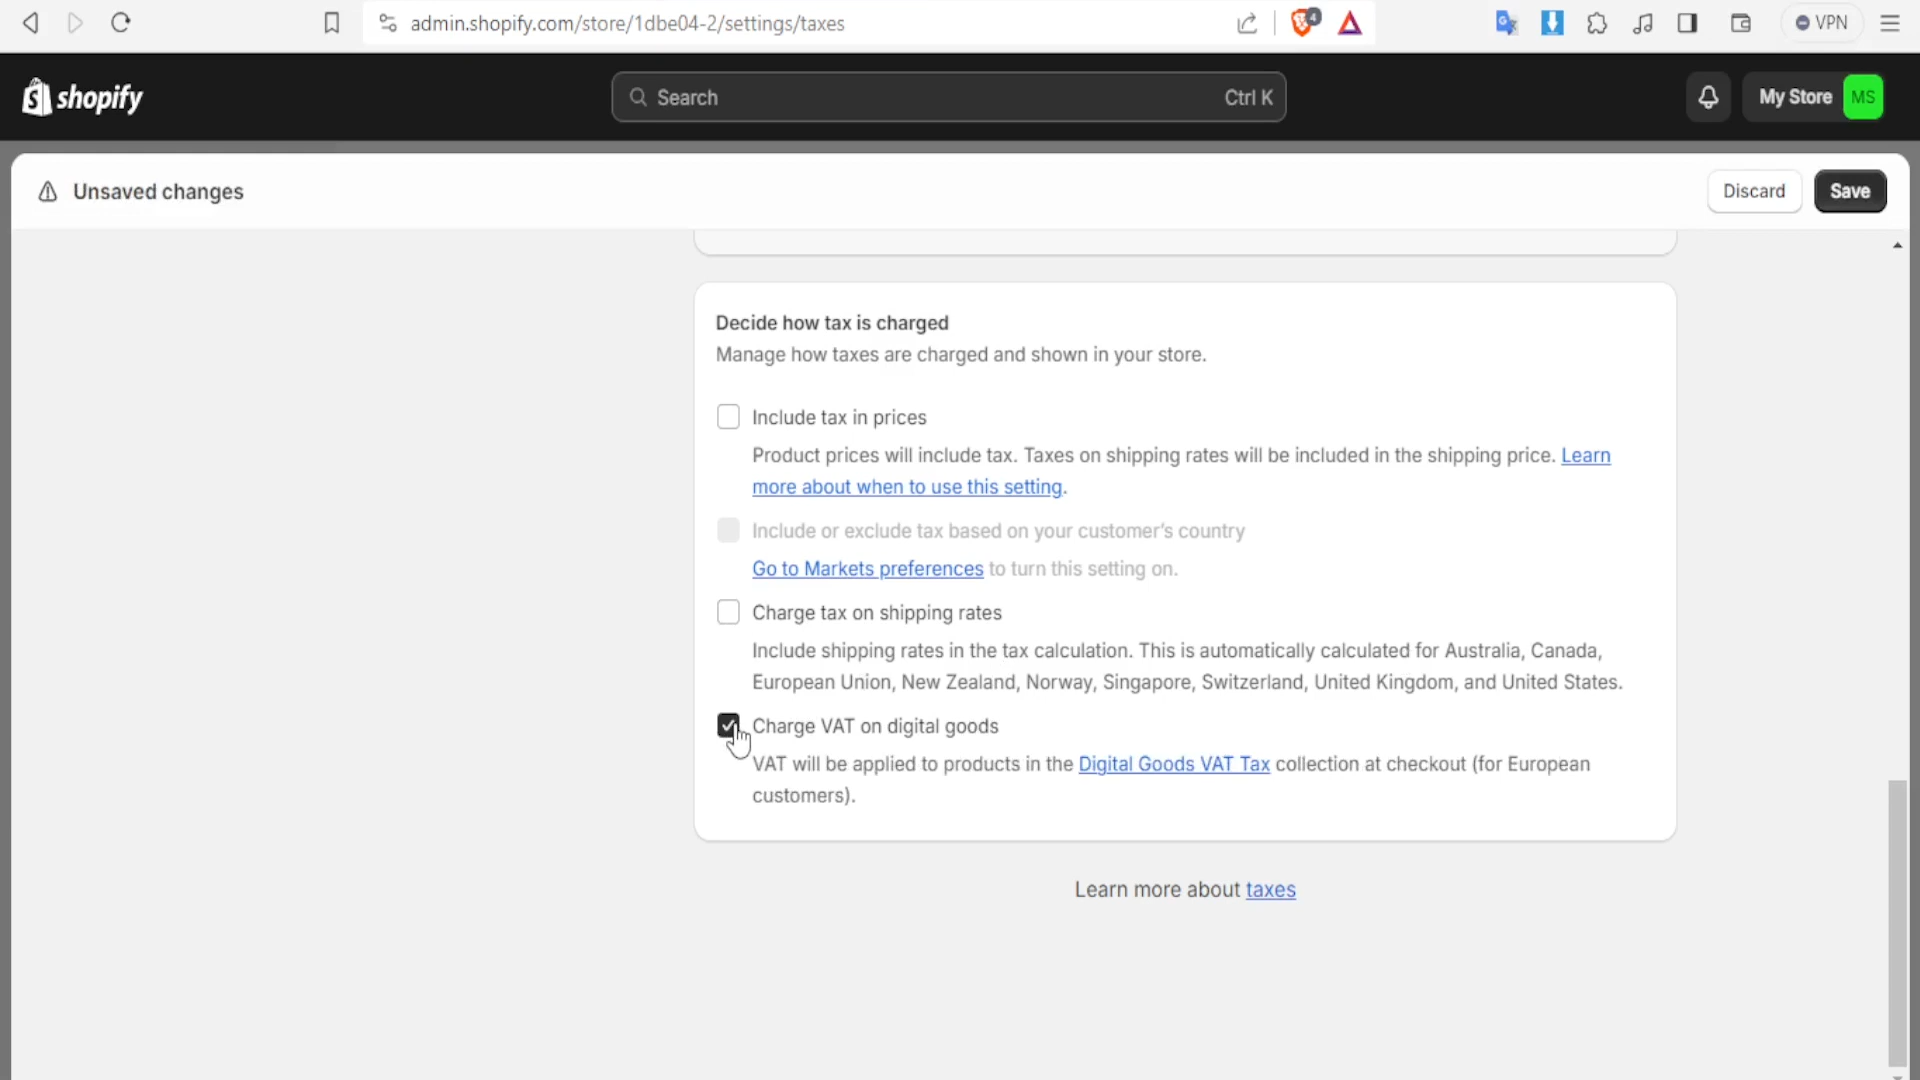 admin.shopify.com/store/1dbe04-2/settings/taxes
4
VPN
shopify
Search
Ctrl K
My Store
MS
Unsaved changes
Discard
Save
Decide how tax is charged
Manage how taxes are charged and shown in your store.
Include tax in prices
Product prices will include tax. Taxes on shipping rates will be included in the shipping price. Learn
more about when to use this setting.
Include or exclude tax based on your customer's country
Go to Markets preferences to turn this setting on.
Charge tax on shipping rates
Include shipping rates in the tax calculation. This is automatically calculated for Australia, Canada,
European Union, New Zealand, Norway, Singapore, Switzerland, United Kingdom, and United States.
Charge VAT on digital goods
VAT will be applied to products in the Digital Goods VAT Tax collection at checkout (for European
customers).
Learn more about taxes